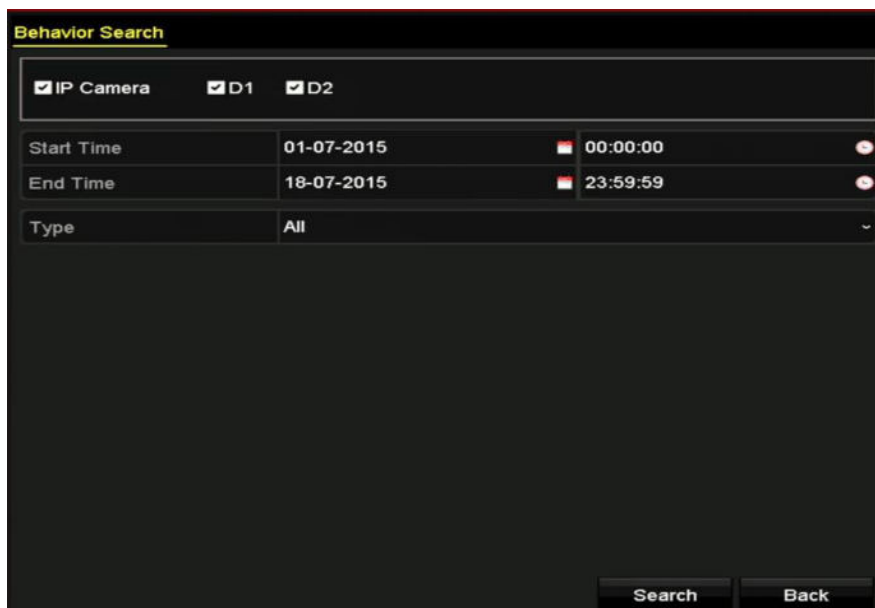 Behavior Search
IP Camera D1 D2
Start Time 01-07-2015 00:00:00
End Time 18-07-2015 23:59:59
Type All
Search Back